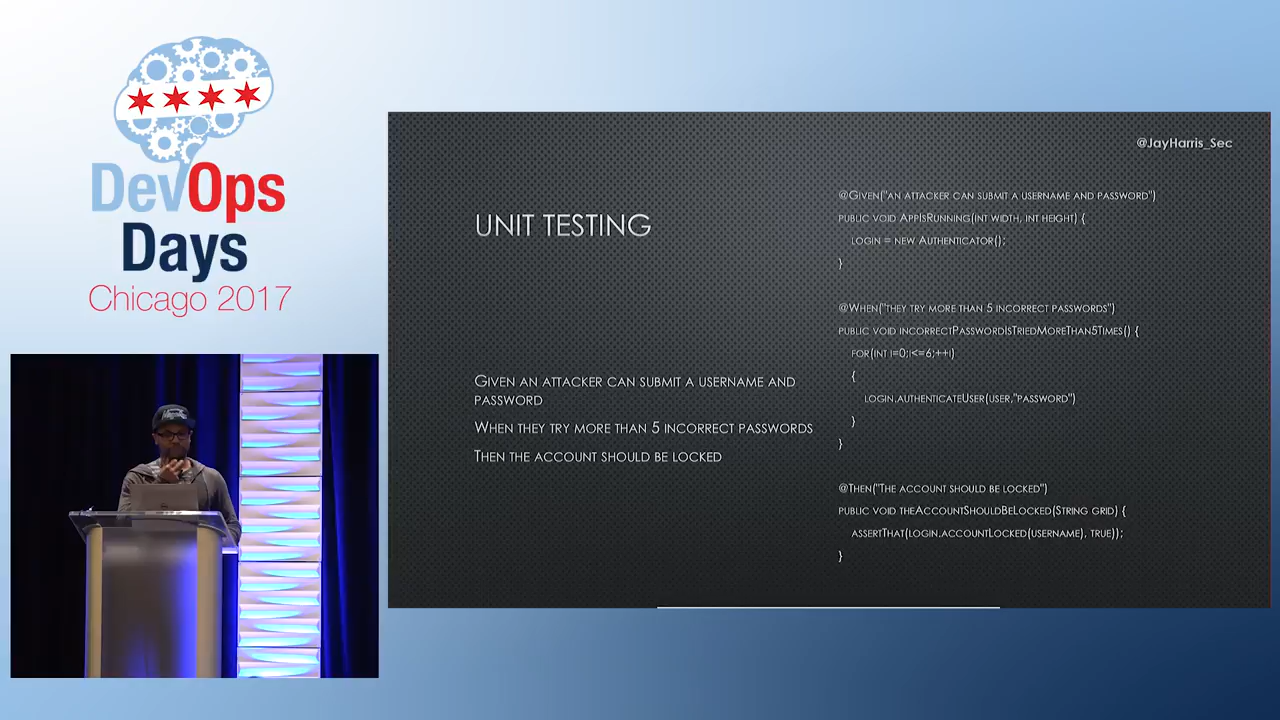 DevOps
Days
Chicago 2017
@JayHarris_Sec
UNIT TESTING
GIVEN AN ATTACKER CAN SUBMIT A USERNAME AND
PASSWORD
WHEN THEY TRY MORE THAN 5 INCORRECT PASSWORDS
THEN THE ACCOUNT SHOULD BE LOCKED
@GIVEN("AN ATTACKER CAN SUBMIT A USERNAME AND PASSWORD")
PUBLIC VOID APPISRUNNING(INT WIDTH, INT HEIGHT) {
LOGIN = NEW AUTHENTICATOR();
}
@WHEN("THEY TRY MORE THAN 5 INCORRECT PASSWORDS")
PUBLIC VOID INCORRECTPASSWORDISTRIEDMORETHAN5TIMES() {
FOR(INT I=0;I<=6;++I)
{
LOGIN.AUTHENTICATEUSER(USER,"PASSWORD")
}
}
@THEN("THE ACCOUNT SHOULD BE LOCKED")
PUBLIC VOID THEACCOUNTSHOULDBELOCKED(STRING GRID) {
ASSERTTHAT(LOGIN.ACCOUNTLOCKED(USERNAME), TRUE));
}